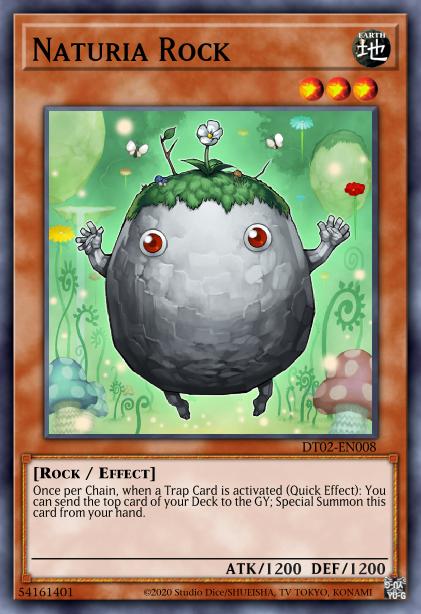 Naturia Rock
EARTH
地
DT02-EN008
[Rock / Effect]
Once per Chain, when a Trap Card is activated (Quick Effect): You
can send the top card of your Deck to the GY; Special Summon this
card from your hand.
ATK/1200 DEF/1200
54161401
©2020 Studio Dice/SHUEISHA, TV TOKYO, KONAMI